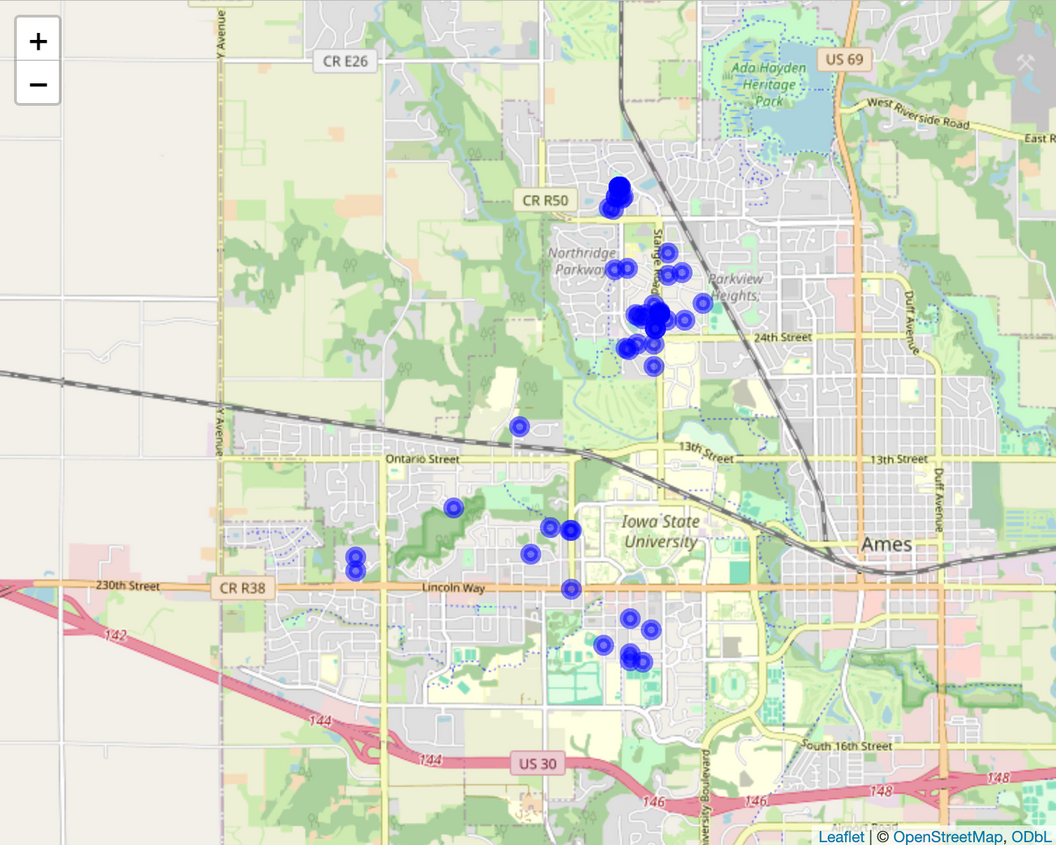 +
−
Y Avenue
CR E26
US 69
Ada Hayden
Heritage
Park
West Riverside Road
East R
CR R50
Stange Road
Northridge
Parkway
Parkview
Heights;
Duff Avenue
24th Street
Y Avenue
13th Street
Ontario Street
13th Street
Duff Avenue
Iowa State
University
Ames
230th Street
CR R38
Lincoln Way
142
144
144
US 30
South 16th Street
148
148
146
146
versity Boulevard
Leaflet | © OpenStreetMap, ODbL